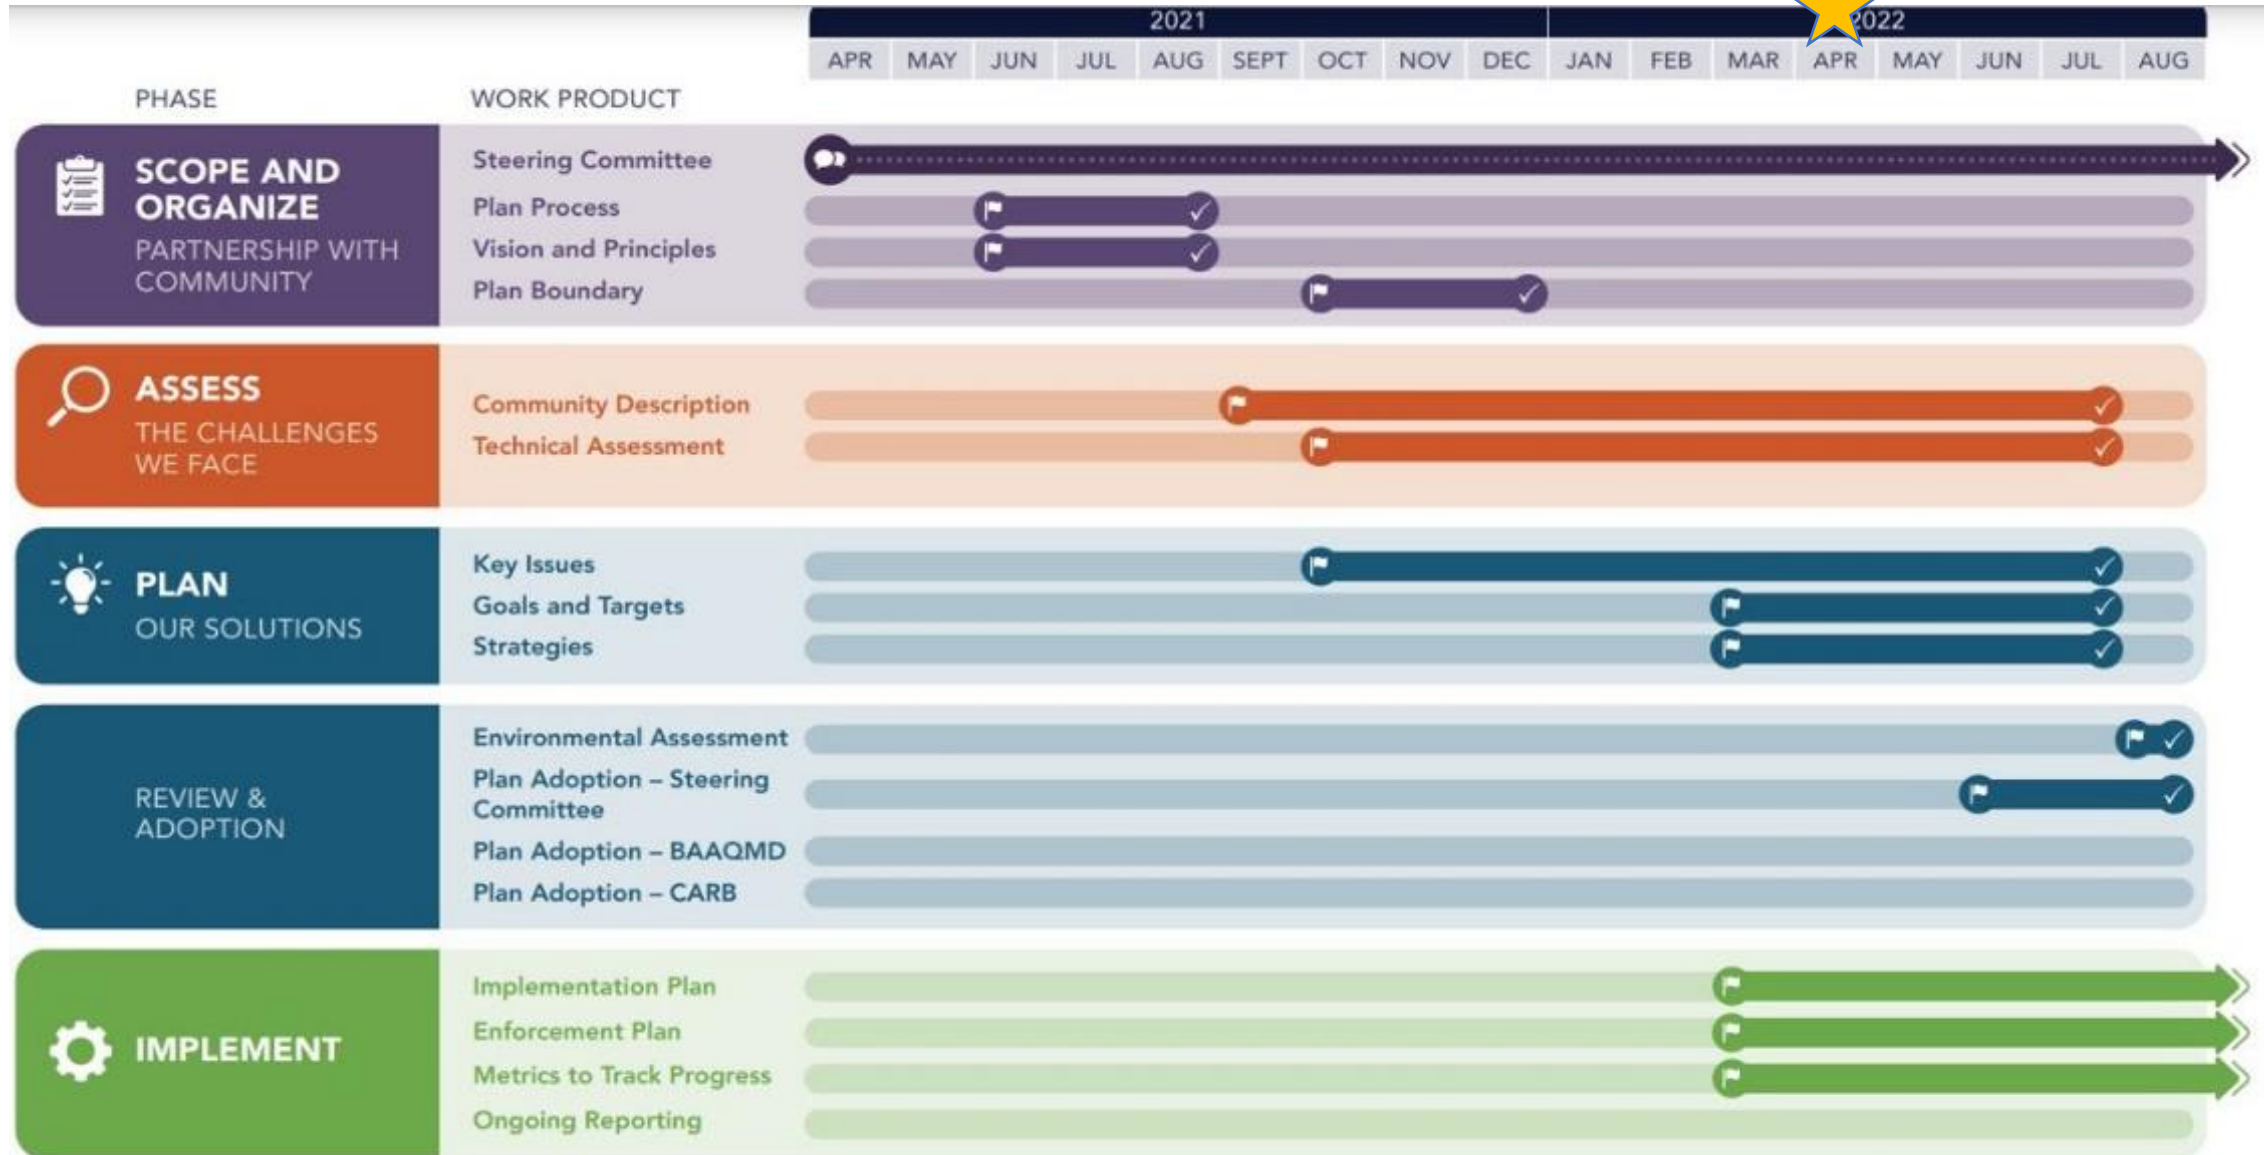 2021
2022
APR MAY JUN JUL AUG SEPT OCT NOV DEC JAN FEB MAR APR MAY JUN JUL AUG
PHASE
WORK PRODUCT
SCOPE AND
ORGANIZE
PARTNERSHIP WITH
COMMUNITY
Steering Committee
Plan Process
Vision and Principles
Plan Boundary
ASSESS
THE CHALLENGES
WE FACE
Community Description
Technical Assessment
PLAN
OUR SOLUTIONS
Key Issues
Goals and Targets
Strategies
REVIEW &
ADOPTION
Environmental Assessment
Plan Adoption – Steering
Committee
Plan Adoption – BAAQMD
Plan Adoption – CARB
IMPLEMENT
Implementation Plan
Enforcement Plan
Metrics to Track Progress
Ongoing Reporting